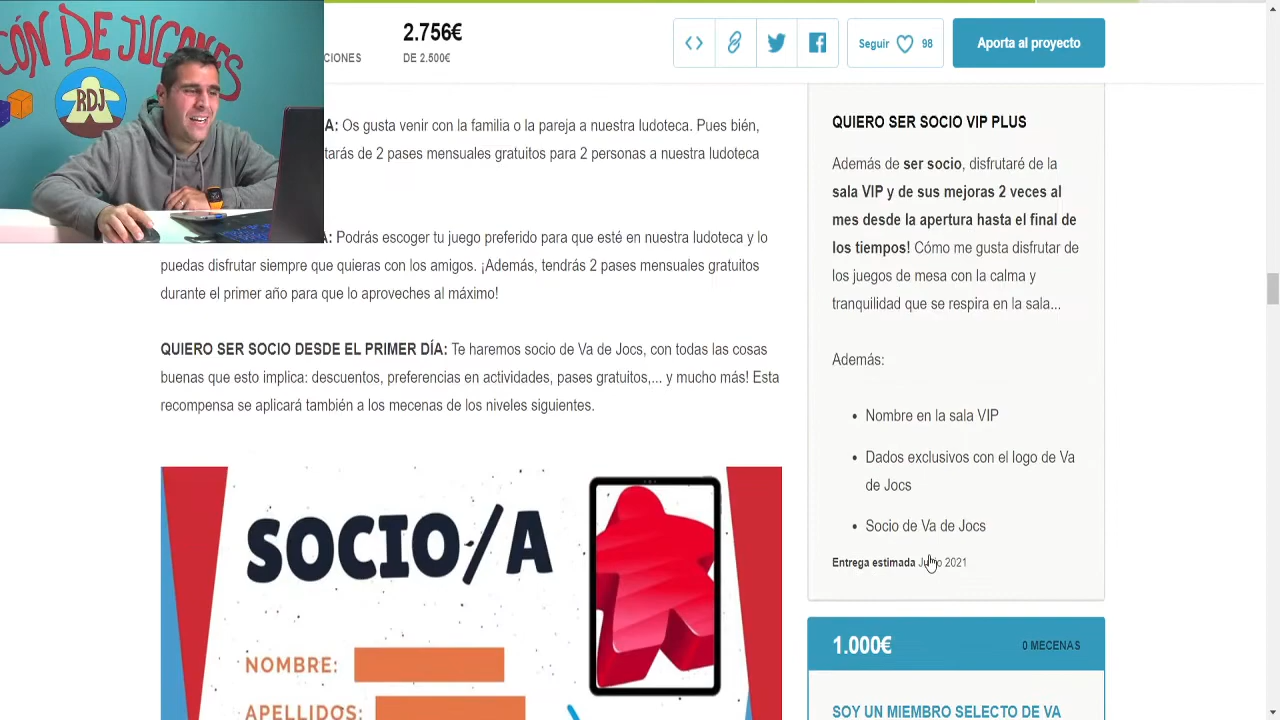 CÓN DE JUGONES
RDJ
CIONES
2.756€
DE 2.500€
Seguir
98
Aporta al proyecto
A: Os gusta venir con la familia o la pareja a nuestra ludoteca. Pues bién,
tarás de 2 pases mensuales gratuitos para 2 personas a nuestra ludoteca
A: Podrás escoger tu juego preferido para que esté en nuestra ludoteca y lo
puedas disfrutar siempre que quieras con los amigos. ¡Además, tendrás 2 pases mensuales gratuitos
durante el primer año para que lo aproveches al máximo!
QUIERO SER SOCIO DESDE EL PRIMER DÍA: Te haremos socio de Va de Jocs, con todas las cosas
buenas que esto implica: descuentos, preferencias en actividades, pases gratuitos,... y mucho más! Esta
recompensa se aplicará también a los mecenas de los niveles siguientes.
SOCIO/A
NOMBRE:
APELLIDOS:
QUIERO SER SOCIO VIP PLUS
Además de ser socio, disfrutaré de la
sala VIP y de sus mejoras 2 veces al
mes desde la apertura hasta el final de
los tiempos! Cómo me gusta disfrutar de
los juegos de mesa con la calma y
tranquilidad que se respira en la sala...
Además:
Nombre en la sala VIP
Dados exclusivos con el logo de Va
de Jocs
Socio de Va de Jocs
Entrega estimada 2021
1.000€
0 MECENAS
SOY UN MIEMBRO SELECTO DE VA